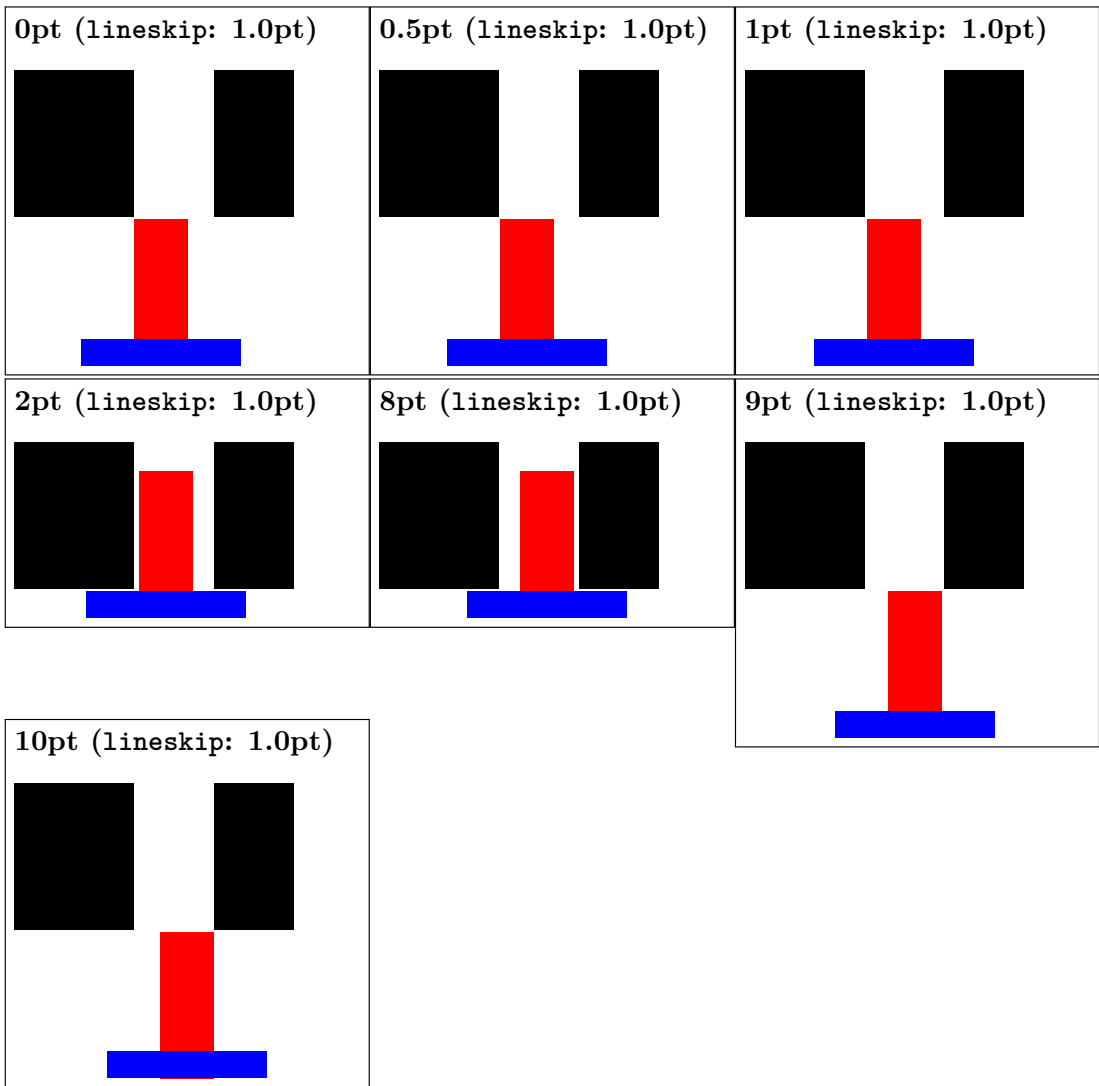 0pt (lineskip: 1.0pt)
0.5pt (lineskip: 1.0pt)
1pt (lineskip: 1.0pt)
2pt (lineskip: 1.0pt)
8pt (lineskip: 1.0pt)
9pt (lineskip: 1.0pt)
10pt (lineskip: 1.0pt)